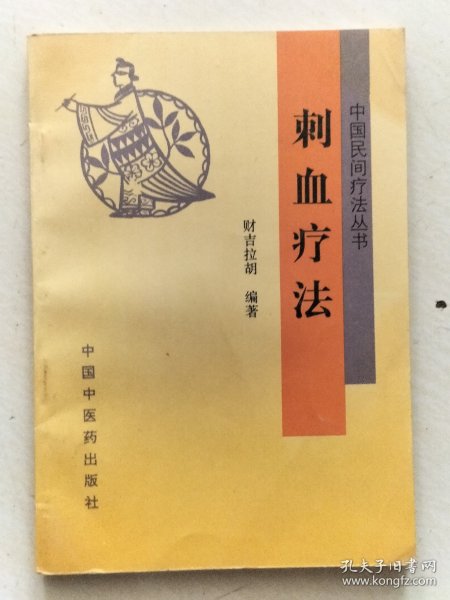 中国民间疗法丛书
刺血疗法
财吉拉胡 编著
中国中医药出版社
孔夫子旧书网
www.kongfz.com